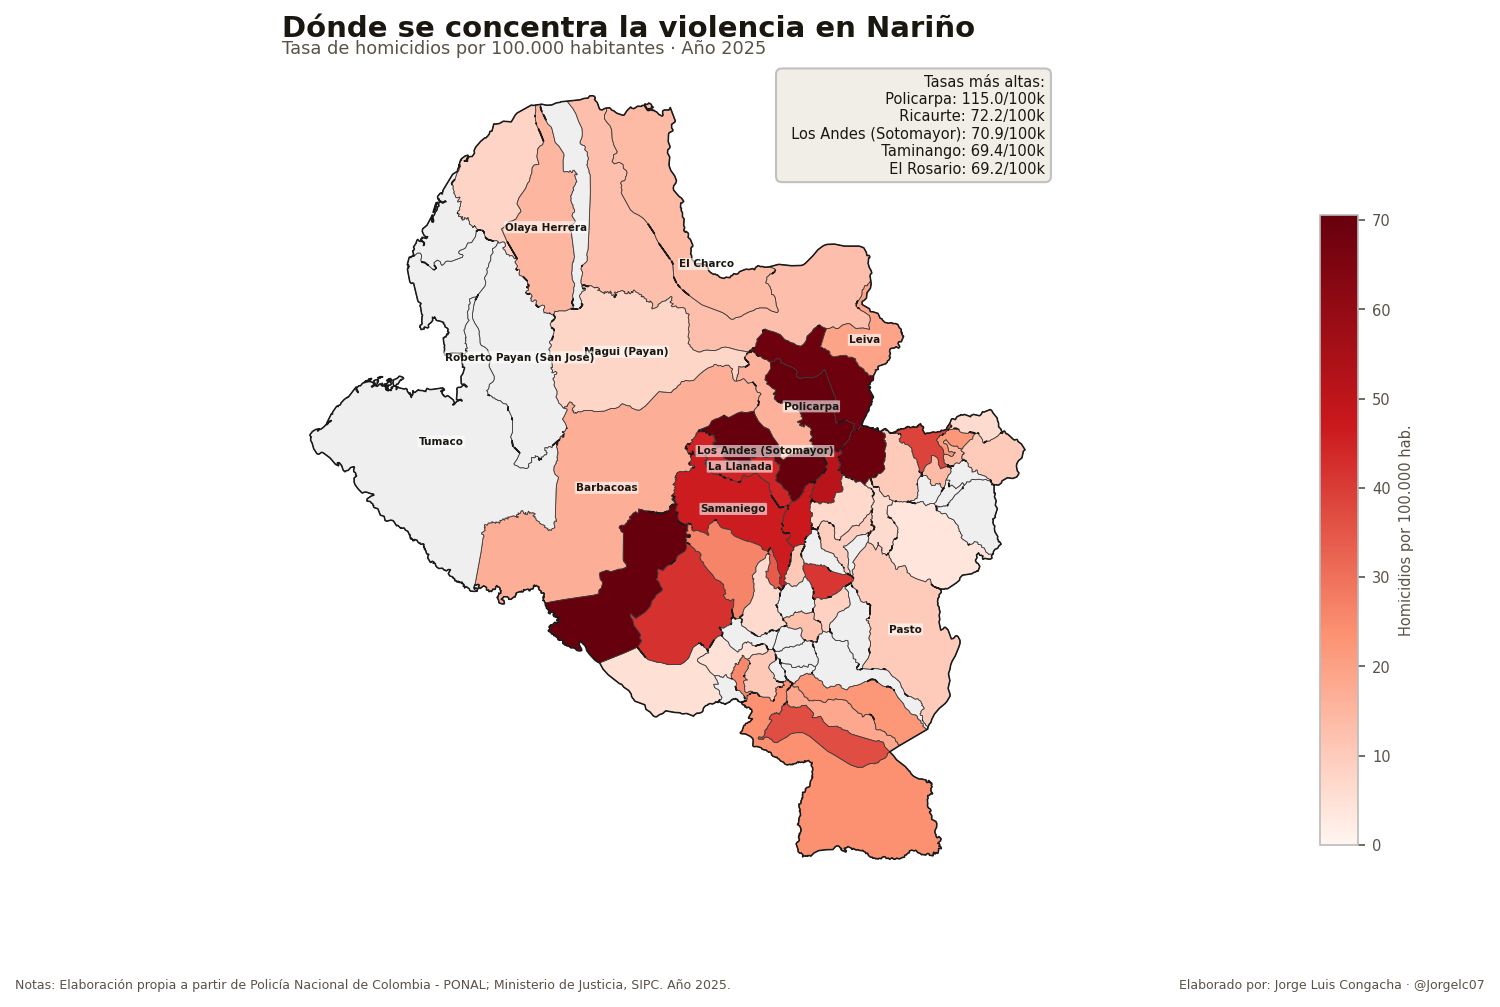 Dónde se concentra la violencia en Nariño
Tasa de homicidios por 100.000 habitantes · Año 2025
Tasas más altas:
Policarpa: 115.0/100k
Ricaurte: 72.2/100k
Los Andes (Sotomayor): 70.9/100k
Taminango: 69.4/100k
El Rosario: 69.2/100k
Olaya Herrera
El Charco
Leiva
Roberto Payan (San José)
Magui (Payan)
Policarpa
Tumaco
Los Andes (Sotomayor)
La Llanada
Barbacoas
Samaniego
Pasto
70
60
50
40
30
20
10
0
Homicidios por 100.000 hab.
Notas: Elaboración propia a partir de Policía Nacional de Colombia - PONAL; Ministerio de Justicia, SIPC. Año 2025.
Elaborado por: Jorge Luis Congacha · @Jorgelc07